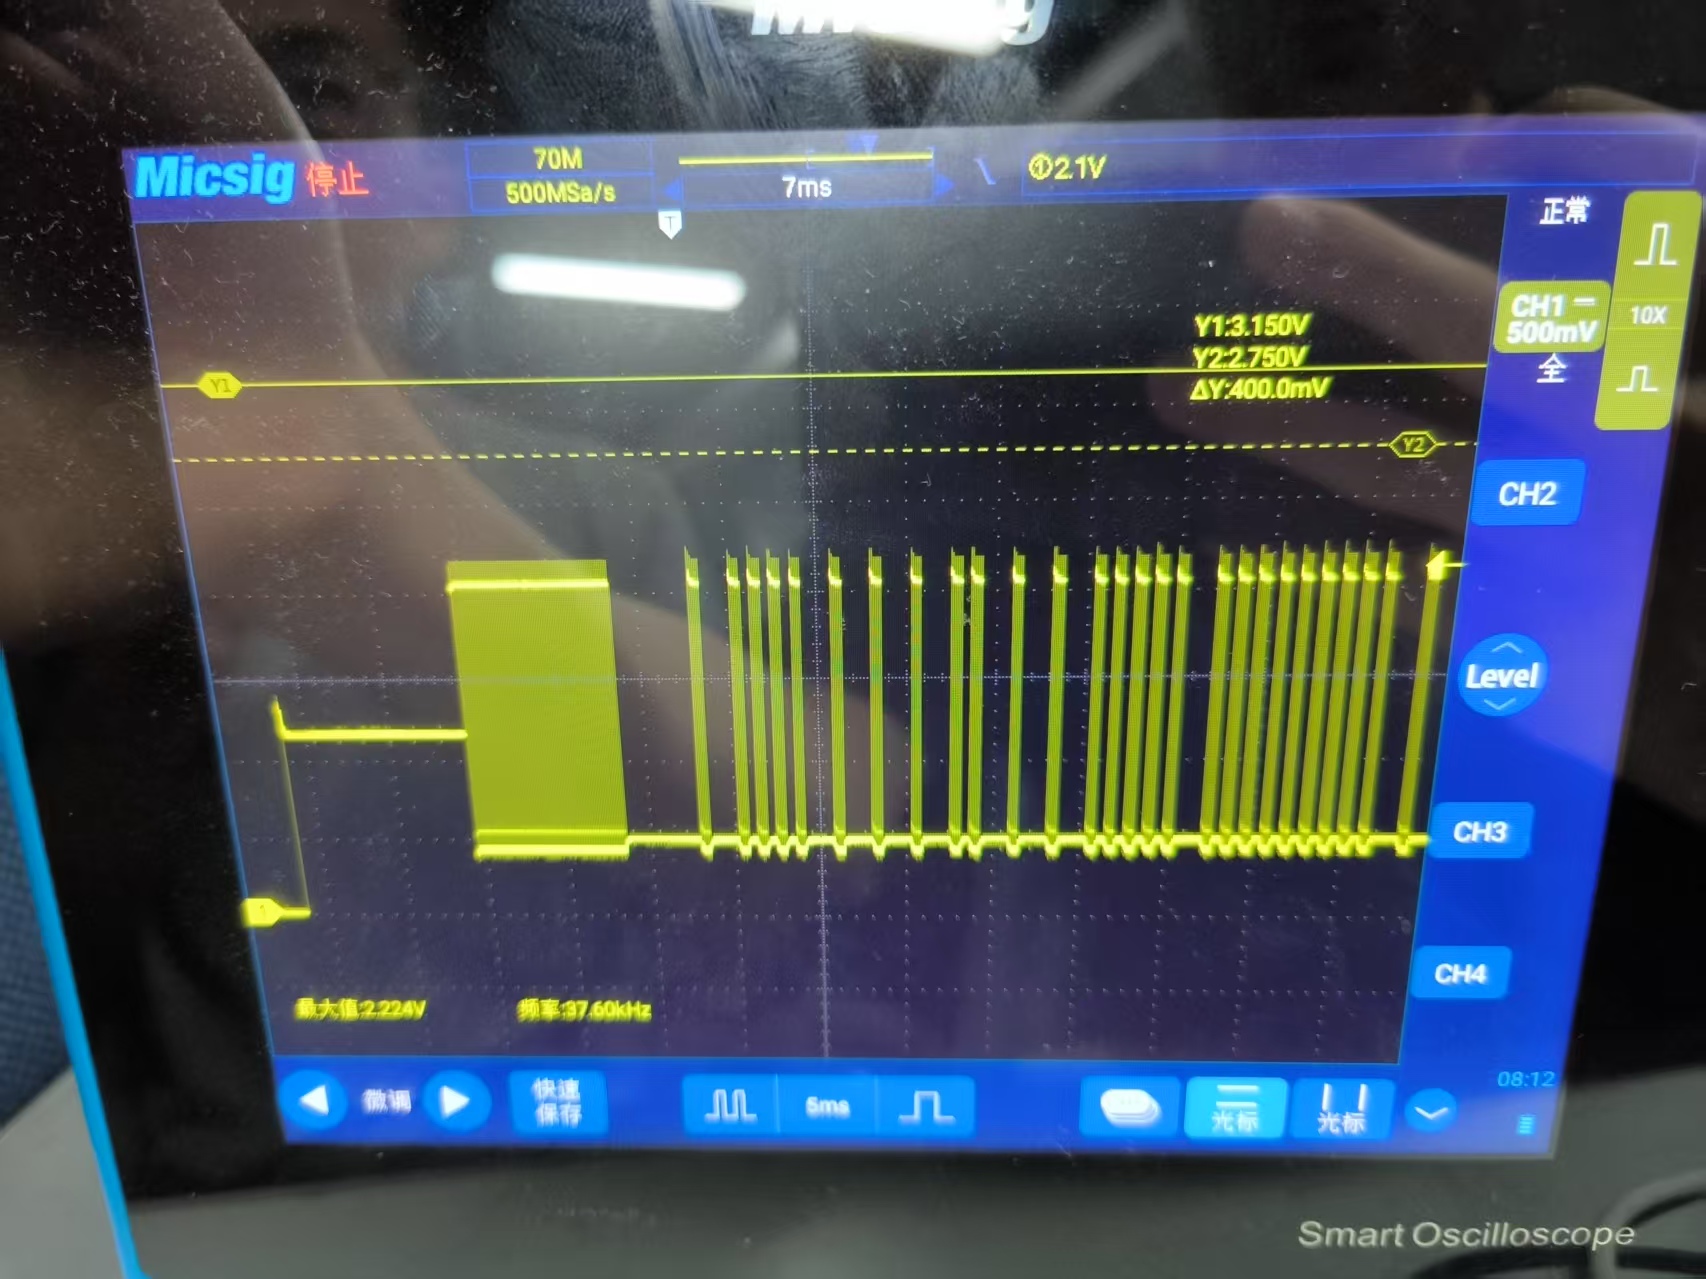 Micsig
Micsig 停止
70M
500MSa/s
7ms
①2.1V
T
正常
Y1:3.150V
Y2:2.750V
ΔY:400.0mV
CH1
500mV
全
10X
Y1
Y2
CH2
Level
CH3
CH4
最大值:2.224V
频率:37.60kHz
微调
快速
保存
5ms
光标
光标
08:12
Smart Oscilloscope